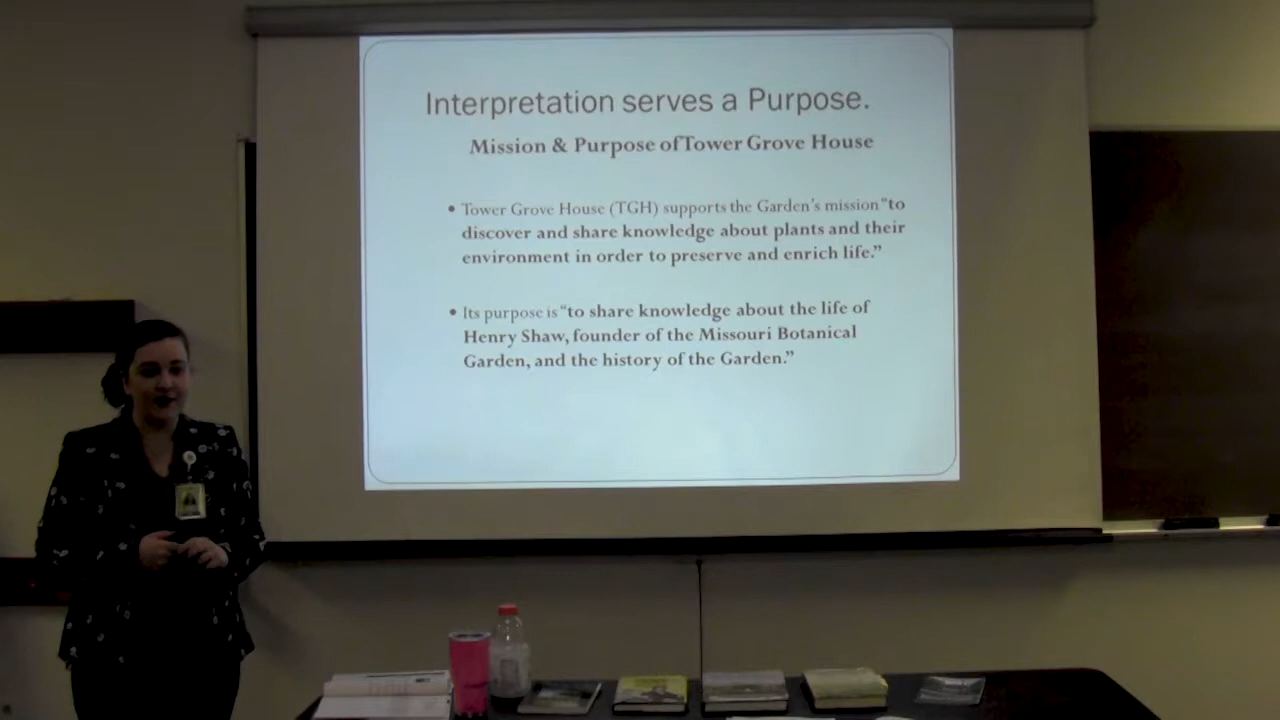 Interpretation serves a Purpose.
Mission & Purpose of Tower Grove House
• Tower Grove House (TGH) supports the Garden's mission "to
discover and share knowledge about plants and their
environment in order to preserve and enrich life."
• Its purpose is "to share knowledge about the life of
Henry Shaw, founder of the Missouri Botanical
Garden, and the history of the Garden."